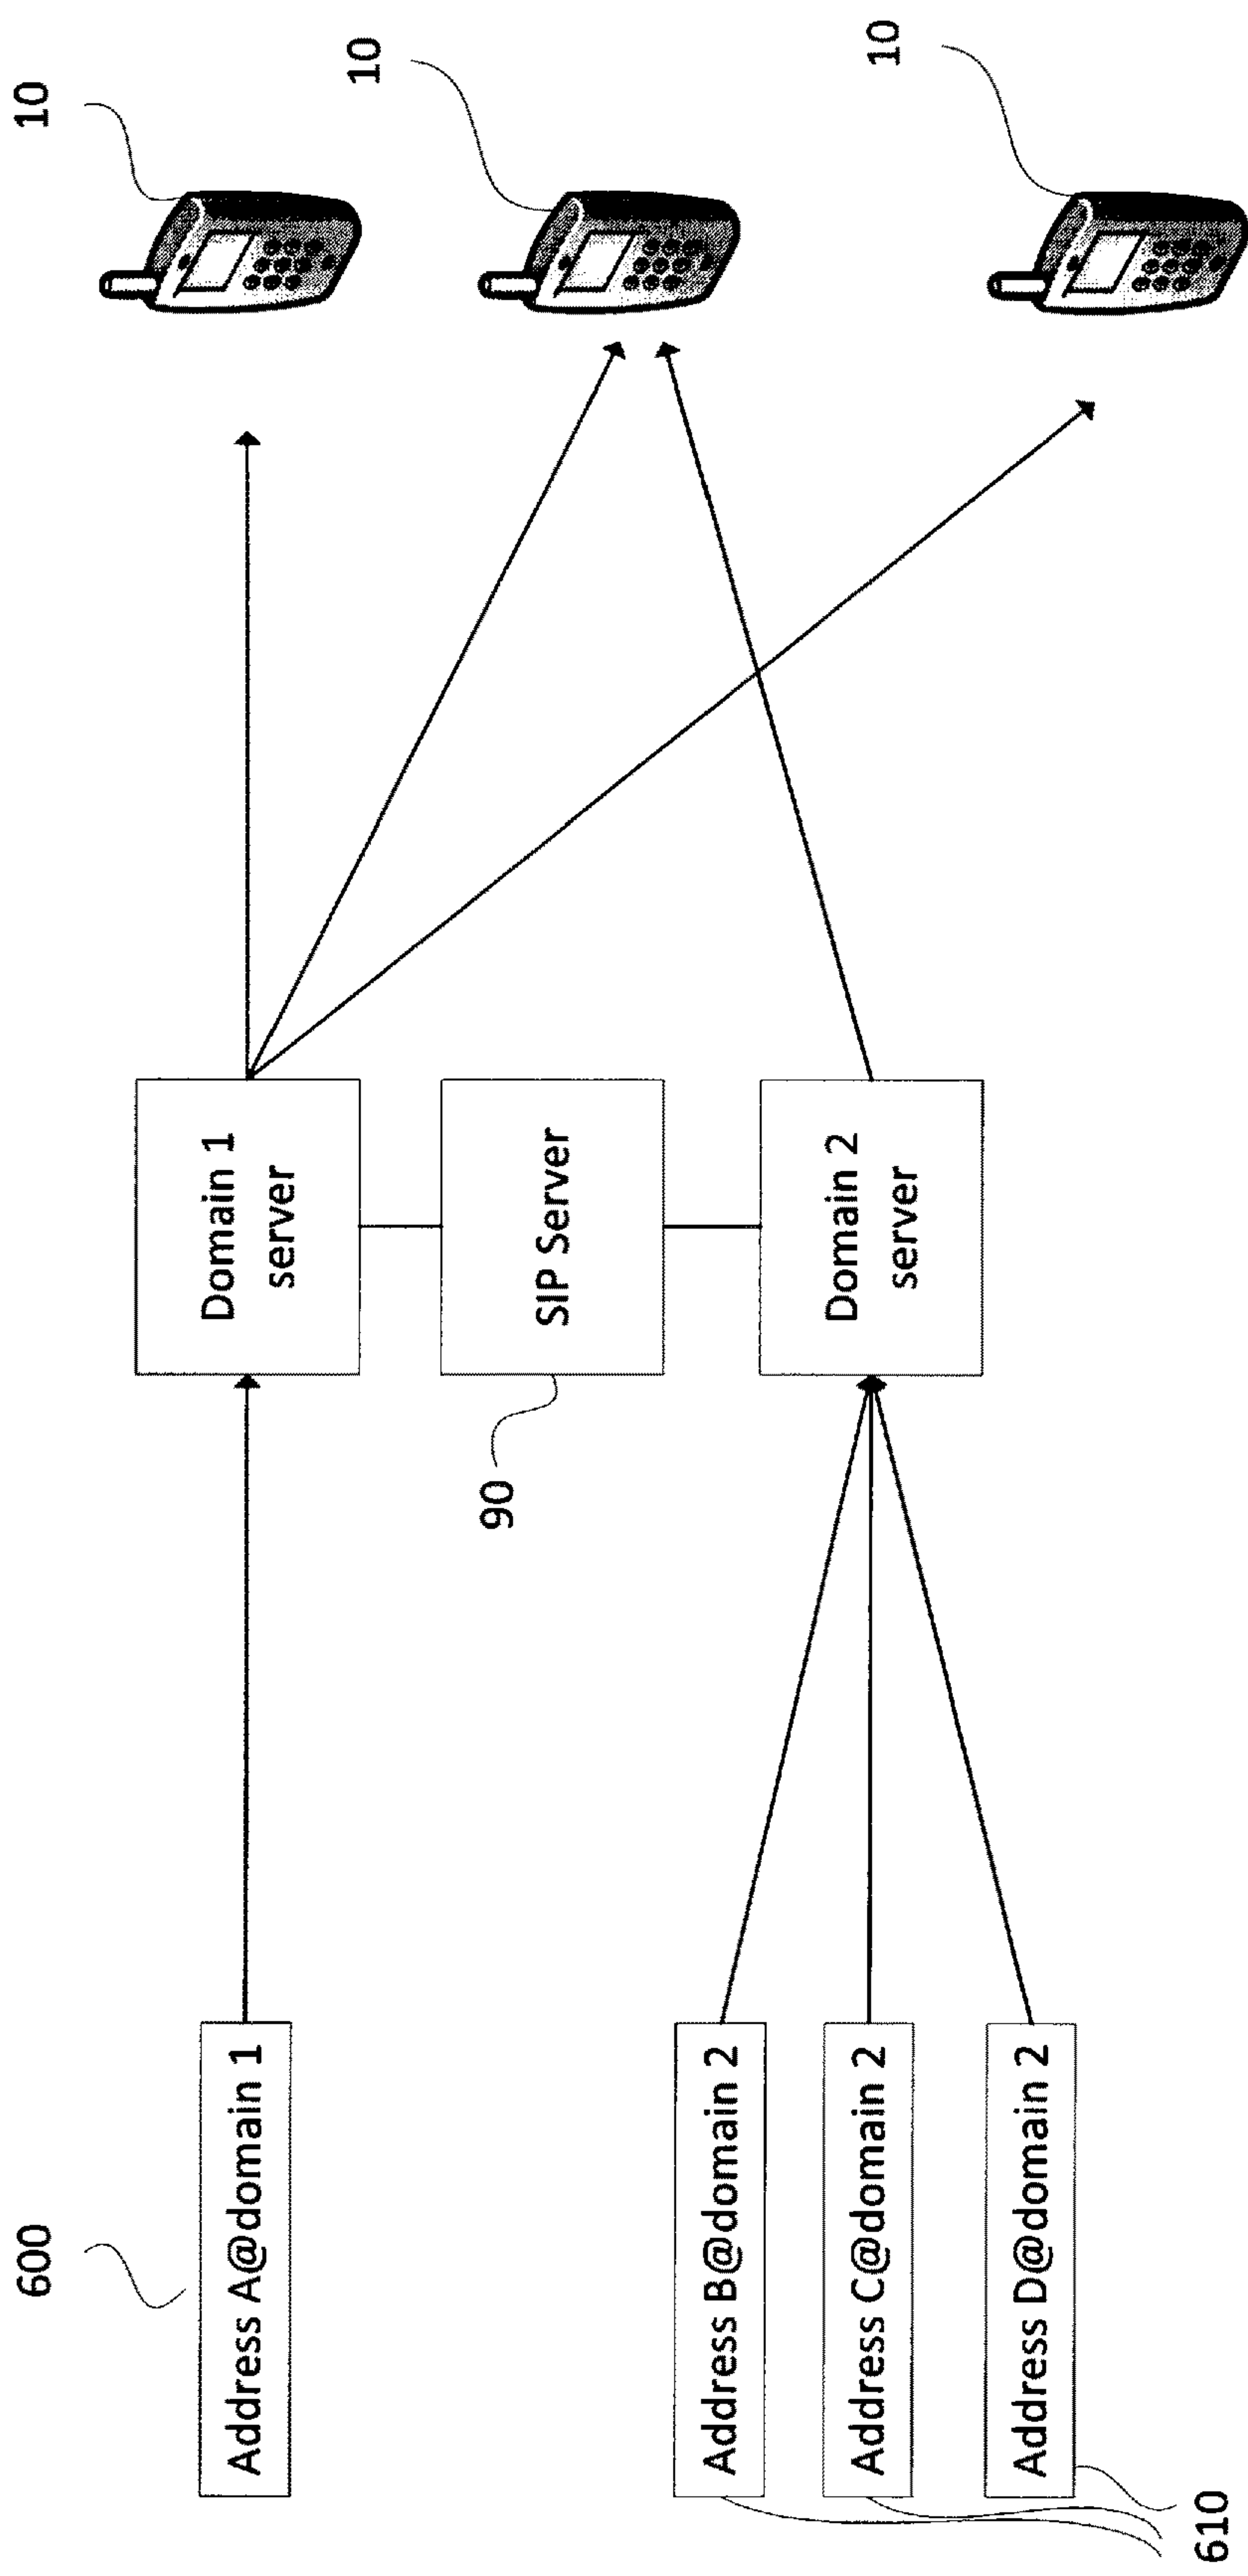 600
Address A@domain 1
Domain 1
server
10
90
SIP Server
10
Address B@domain 2
Address C@domain 2
Address D@domain 2
Domain 2
server
10
610